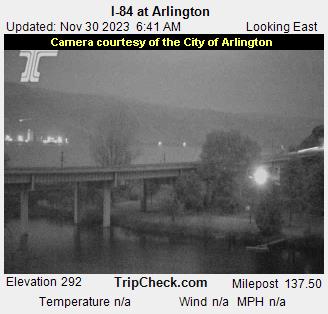 I-84 at Arlington
Updated: Nov 30 2023 6:41 AM Looking East
Camera courtesy of the City of Arlington
Elevation 292 TripCheck.com Milepost 137.50
Temperature n/a Wind n/a MPH n/a